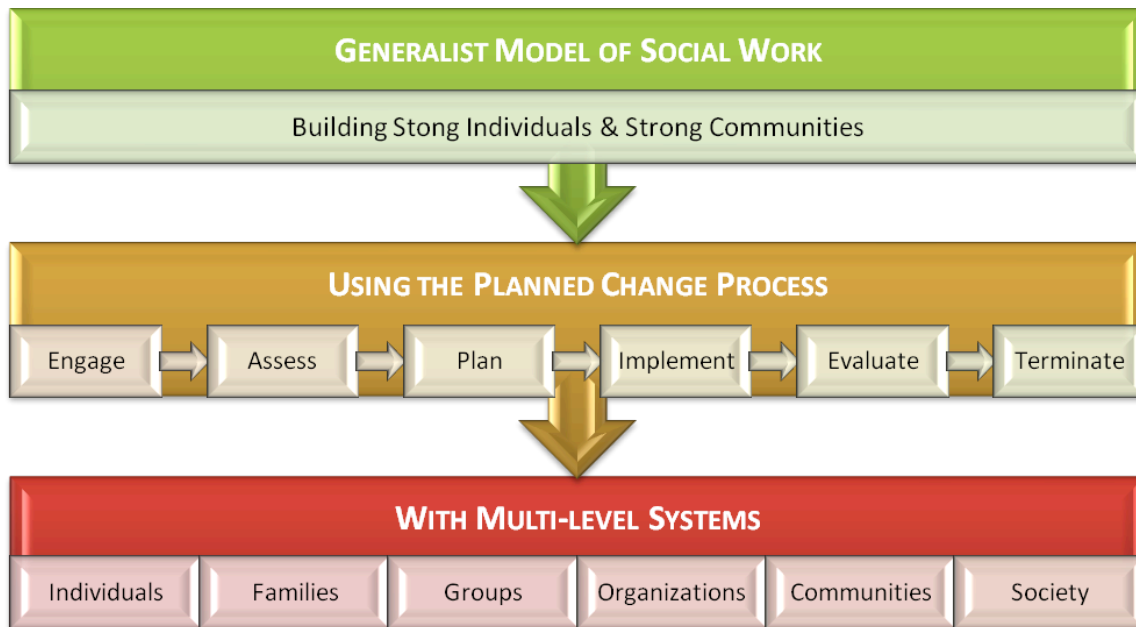 GENERALIST MODEL OF SOCIAL WORK
Building Stong Individuals & Strong Communities
USING THE PLANNED CHANGE PROCESS
Engage
Assess
Plan
Implement
Evaluate
Terminate
WITH MULTI-LEVEL SYSTEMS
Individuals
Families
Groups
Organizations
Communities
Society